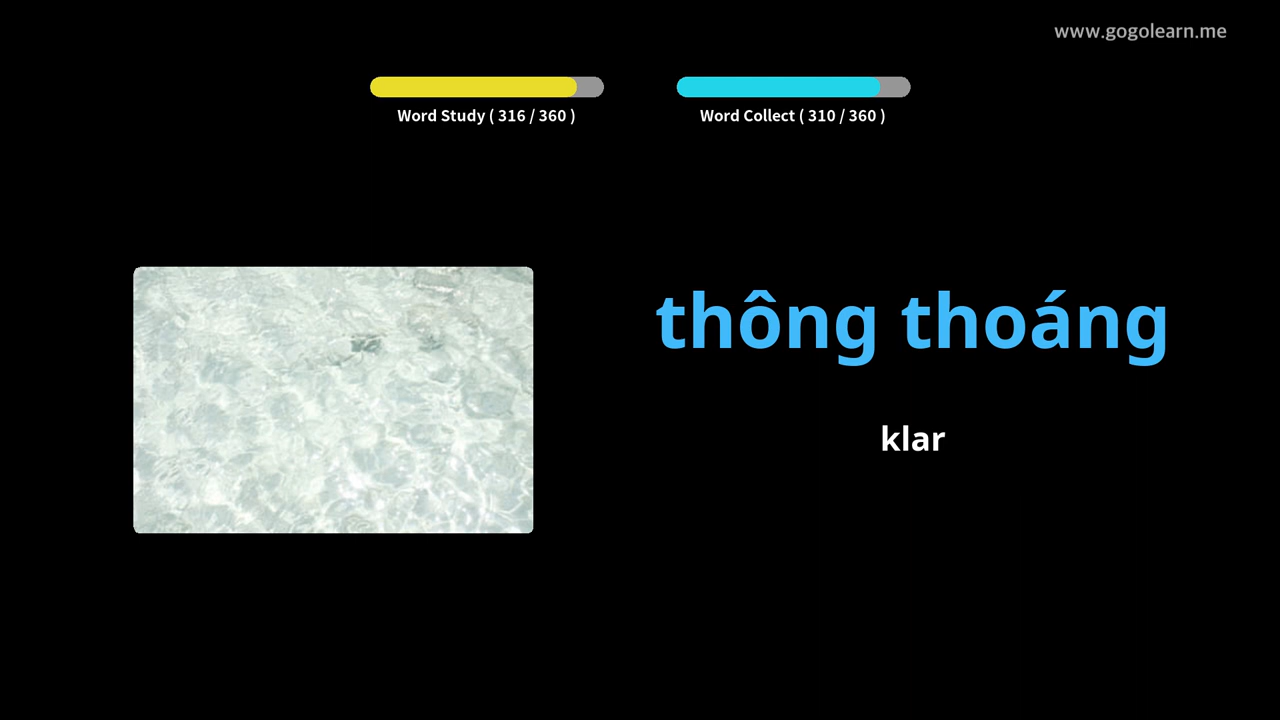 www.gogolearn.me
Word Study ( 316 / 360 )
Word Collect ( 310 / 360 )
thông thoáng
klar